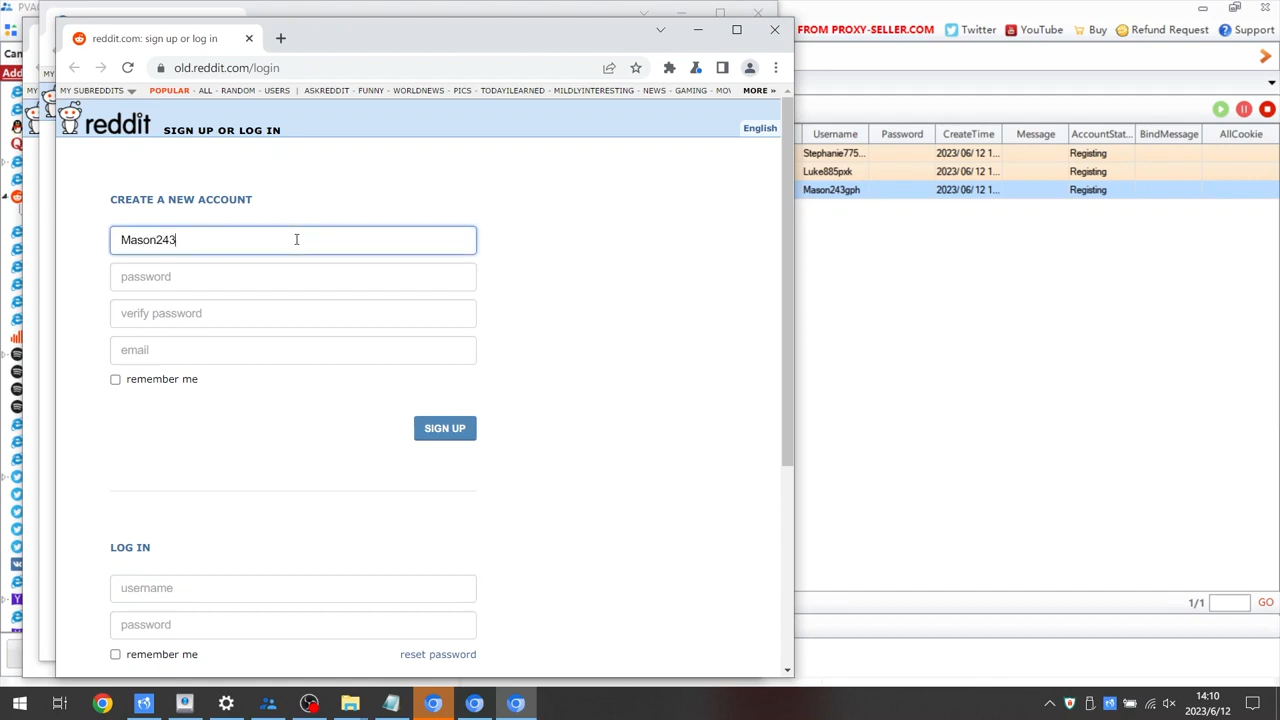 PVA
FROM PROXY-SELLER.COM Twitter YouTube Buy Refund Request Support
reddit.com: sign up or log in
Can
old.reddit.com/login
Add
MY SUBREDDITS POPULAR - ALL - RANDOM - USERS | ASKREDDIT - FUNNY - WORLDNEWS - PICS - TODAYILEARNED - MILDLYINTERESTING - NEWS - GAMING - MO MORE »
reddit SIGN UP OR LOG IN
English
Username Password CreateTime Message AccountStat... BindMessage AllCookie
Stephanie775... 2023/06/12 1... Registing
Luke885pxk 2023/06/12 1... Registing
Mason243gph 2023/06/12 1... Registing
CREATE A NEW ACCOUNT
Mason243
password
verify password
email
remember me
SIGN UP
LOG IN
username
password
remember me reset password
1/1 GO
14:10
2023/6/12